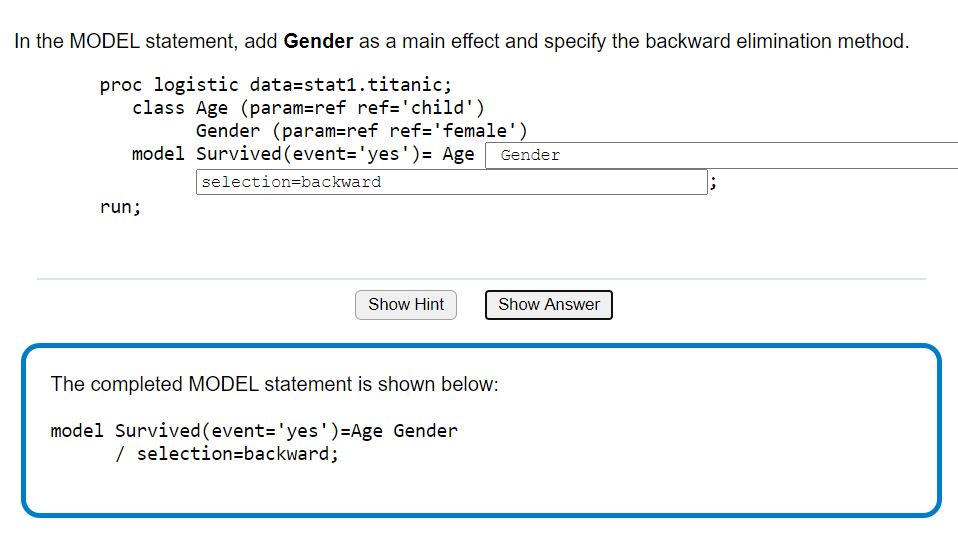 In the MODEL statement, add Gender as a main effect and specify the backward elimination method.
proc logistic data=stat1.titanic;
class Age (param=ref ref='child')
Gender (param=ref ref='female')
model Survived(event='yes')= Age Gender
selection=backward ;
run;
Show Hint Show Answer
The completed MODEL statement is shown below:
model Survived(event='yes')=Age Gender
/ selection=backward;